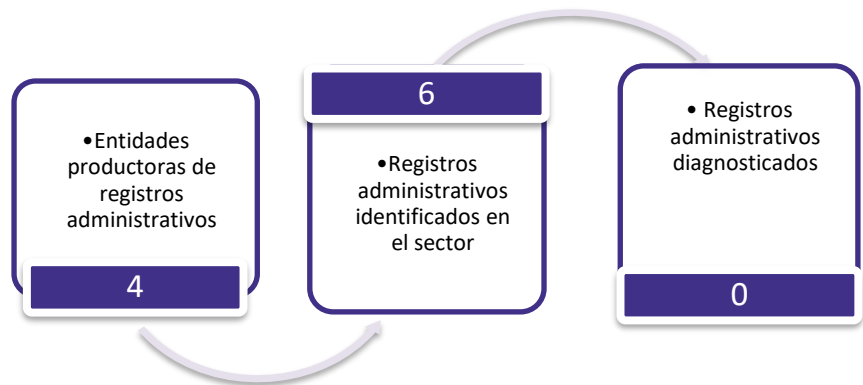 •Entidades
productoras de
registros
administrativos
4
6
•Registros
administrativos
identificados en
el sector
• Registros
administrativos
diagnosticados
0